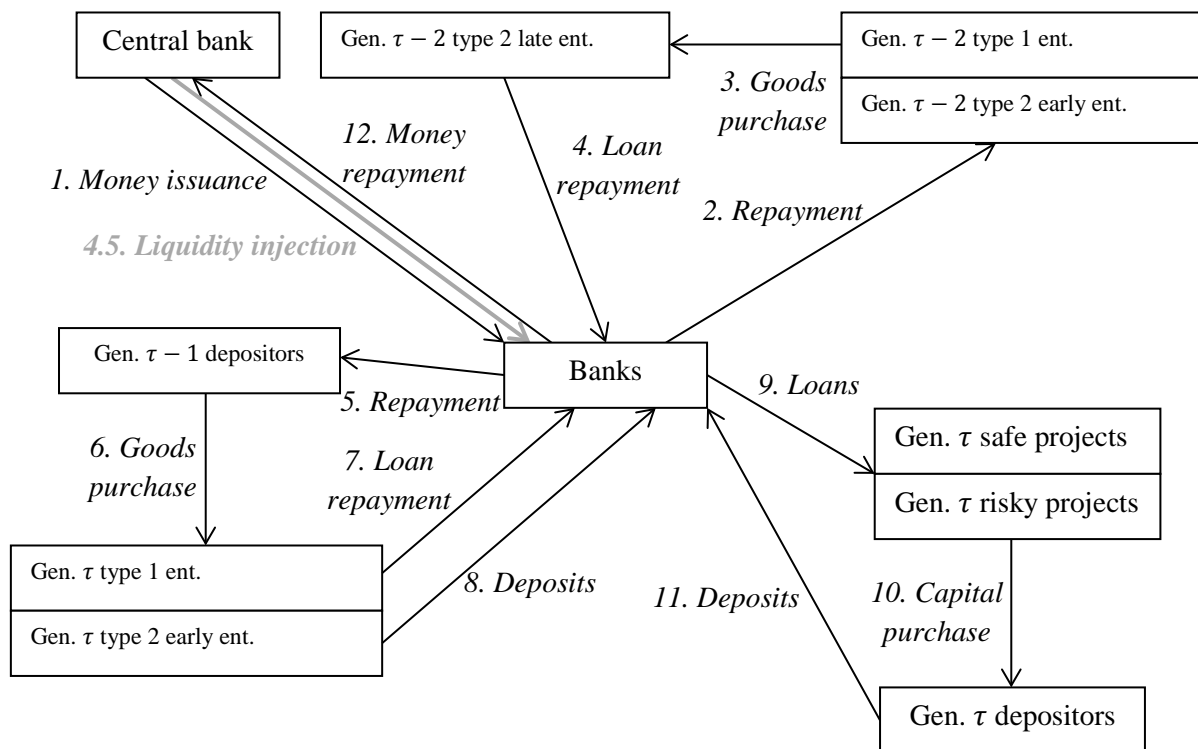 Central bank
Gen. τ − 2 type 2 late ent.
Gen. τ − 2 type 1 ent.
Gen. τ − 2 type 2 early ent.
3. Goods
purchase
12. Money
repayment
4. Loan
repayment
1. Money issuance
2. Repayment
4.5. Liquidity injection
Gen. τ − 1 depositors
Banks
5. Repayment
9. Loans
6. Goods
purchase
7. Loan
repayment
Gen. τ safe projects
Gen. τ risky projects
Gen. τ type 1 ent.
Gen. τ type 2 early ent.
8. Deposits
11. Deposits
10. Capital
purchase
Gen. τ depositors